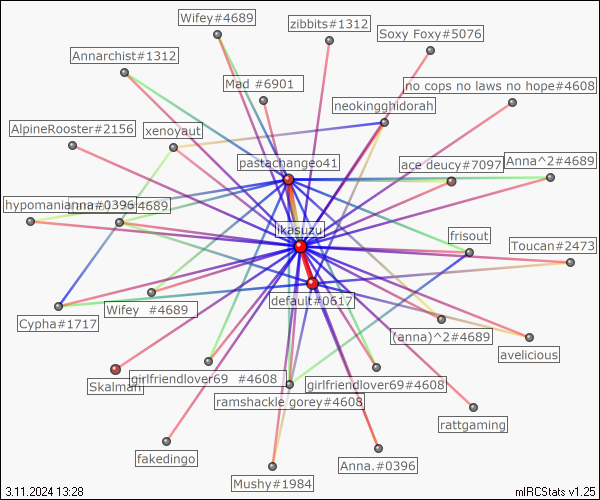 Wifey#4689
zibbits#1312
Soxy Foxy#5076
Annarchist#1312
Mad #6901
no cops no laws no hope#4608
neokingghidorah
AlpineRooster#2156
xenoyaut
pastachangeo41
ace deucy#7097
Anna^2#4689
hypomanianna#0396
#4689
ikasuzu
frisout
Toucan#2473
default#0617
Wifey #4689
Cypha#1717
(anna)^2#4689
avelicious
Skalman
girlfriendlover69 #4608
girlfriendlover69#4608
ramshackle gorey#4608
rattgaming
fakedingo
Anna.#0396
Mushy#1984
3.11.2024 13:28
mIRCStats v1.25